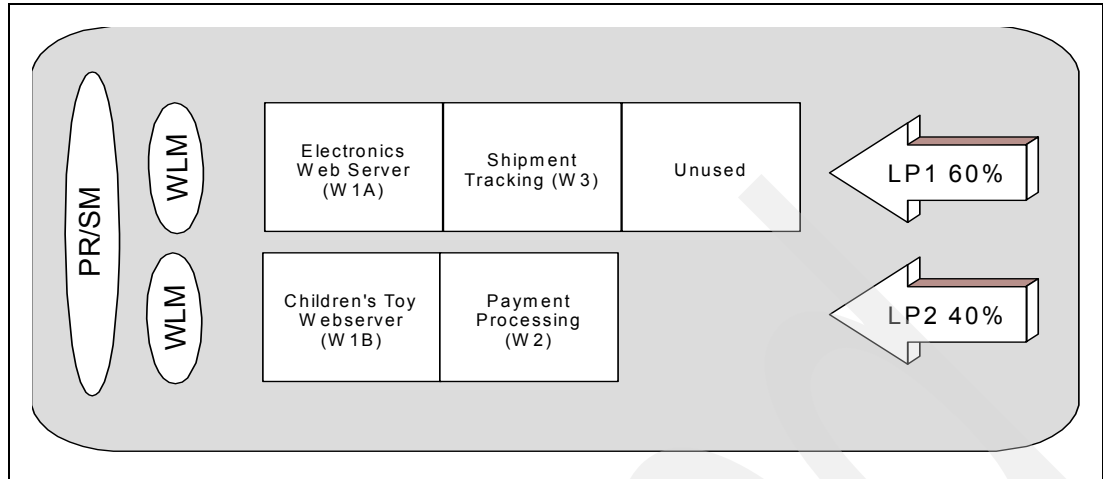 PR/SM
WLM
Electronics
Web Server
(W1A)
Shipment
Tracking (W3)
Unused
LP1 60%
WLM
Children's Toy
Webserver
(W1B)
Payment
Processing
(W2)
LP2 40%